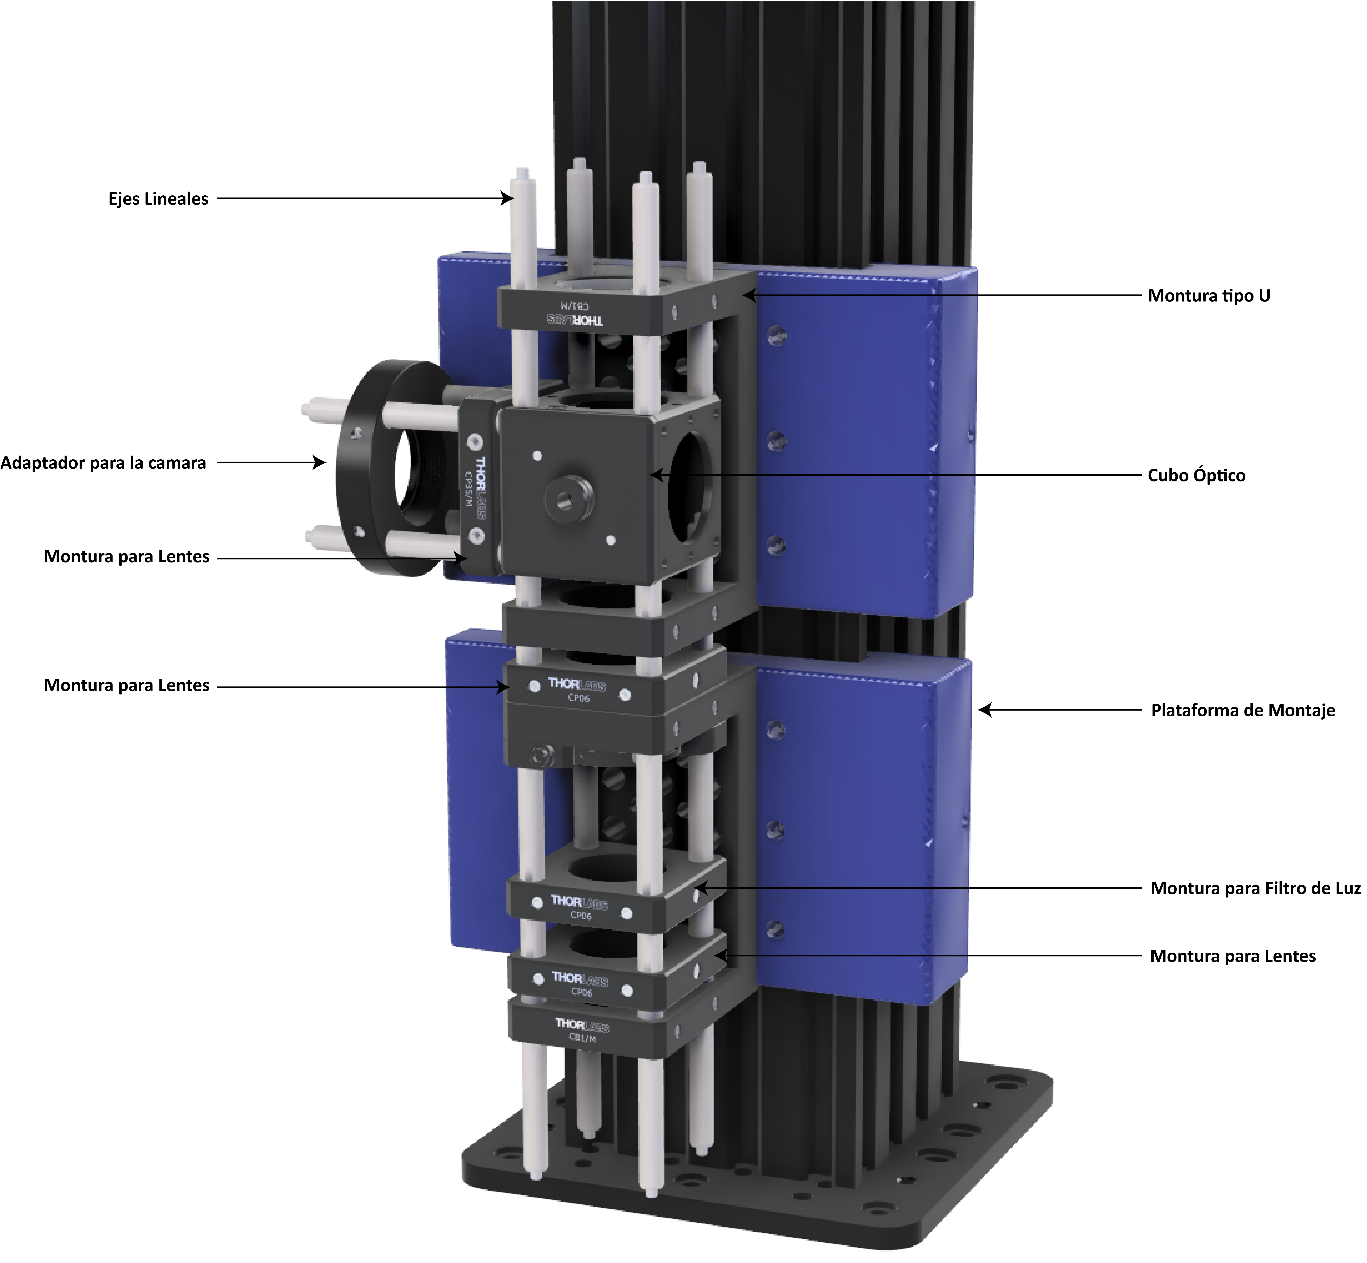 Ejes Lineales
Montura tipo U
CB1/M
THORLABS
Adaptador para la camara
THORLABS
CP35/M
Cubo Óptico
Montura para Lentes
Montura para Lentes
THORLABS
CP06
Plataforma de Montaje
Montura para Filtro de Luz
THORLABS
CP06
Montura para Lentes
THORLABS
CP06
THORLABS
CB1/M